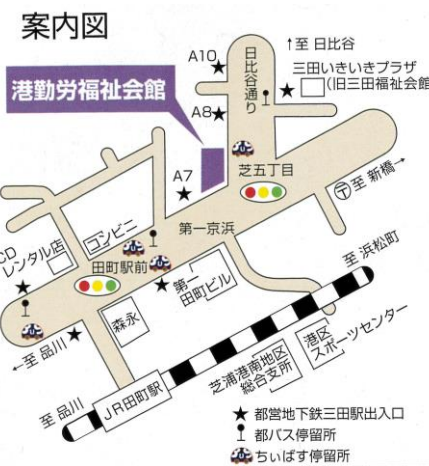 案内図
A10
日比谷通り
↑至 日比谷
三田いきいきプラザ
(旧三田福祉会館
港勤労福祉会館
A8
A7
芝五丁目
〒
至 新橋→
第一京浜
コンビニ
CD
レンタル店
田町駅前
第一
田町ビル
至 浜松町
森永
←至 品川
港区
スポーツセンター
芝浦港南地区
総合支所
JR田町駅
至 品川
★ 都営地下鉄三田駅出入口
都バス停留所
ちぃばす停留所